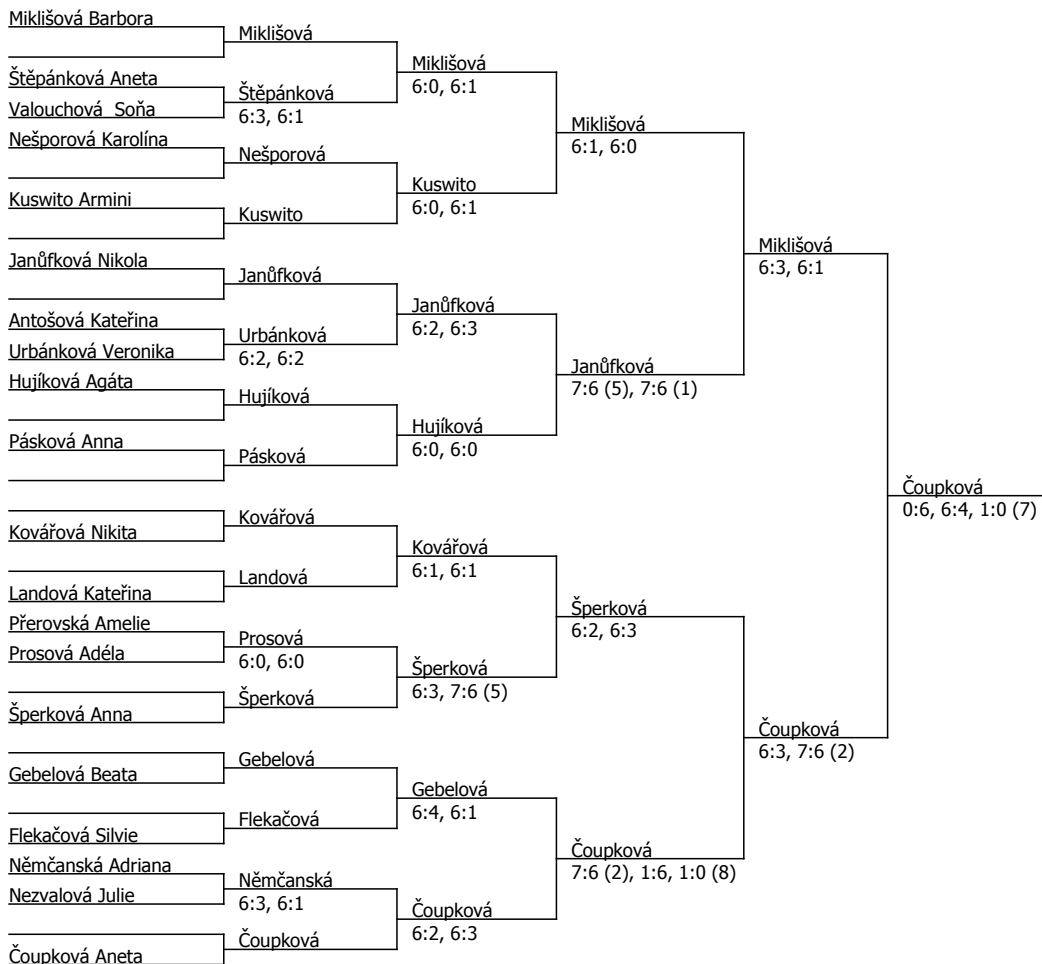 Miklišová Barbora
Štěpánková Aneta
Valouchová  Soňa
Nešporová Karolína
Kuswito Armini
Janůfková Nikola
Antošová Kateřina
Urbánková Veronika
Hujíková Agáta
Pásková Anna
Kovářová Nikita
Landová Kateřina
Přerovská Amelie
Prosová Adéla
Šperková Anna
Gebelová Beata
Flekačová Silvie
Němčanská Adriana
Nezvalová Julie
Čoupková Aneta
Miklišová
Štěpánková
6:3, 6:1
Nešporová
Kuswito
Janůfková
Urbánková
6:2, 6:2
Hujíková
Pásková
Kovářová
Landová
Prosová
6:0, 6:0
Šperková
Gebelová
Flekačová
Němčanská
6:3, 6:1
Čoupková
Miklišová
6:0, 6:1
Kuswito
6:0, 6:1
Janůfková
6:2, 6:3
Hujíková
6:0, 6:0
Kovářová
6:1, 6:1
Šperková
6:3, 7:6 (5)
Gebelová
6:4, 6:1
Čoupková
6:2, 6:3
Miklišová
6:1, 6:0
Janůfková
7:6 (5), 7:6 (1)
Šperková
6:2, 6:3
Čoupková
7:6 (2), 1:6, 1:0 (8)
Miklišová
6:3, 6:1
Čoupková
6:3, 7:6 (2)
Čoupková
0:6, 6:4, 1:0 (7)